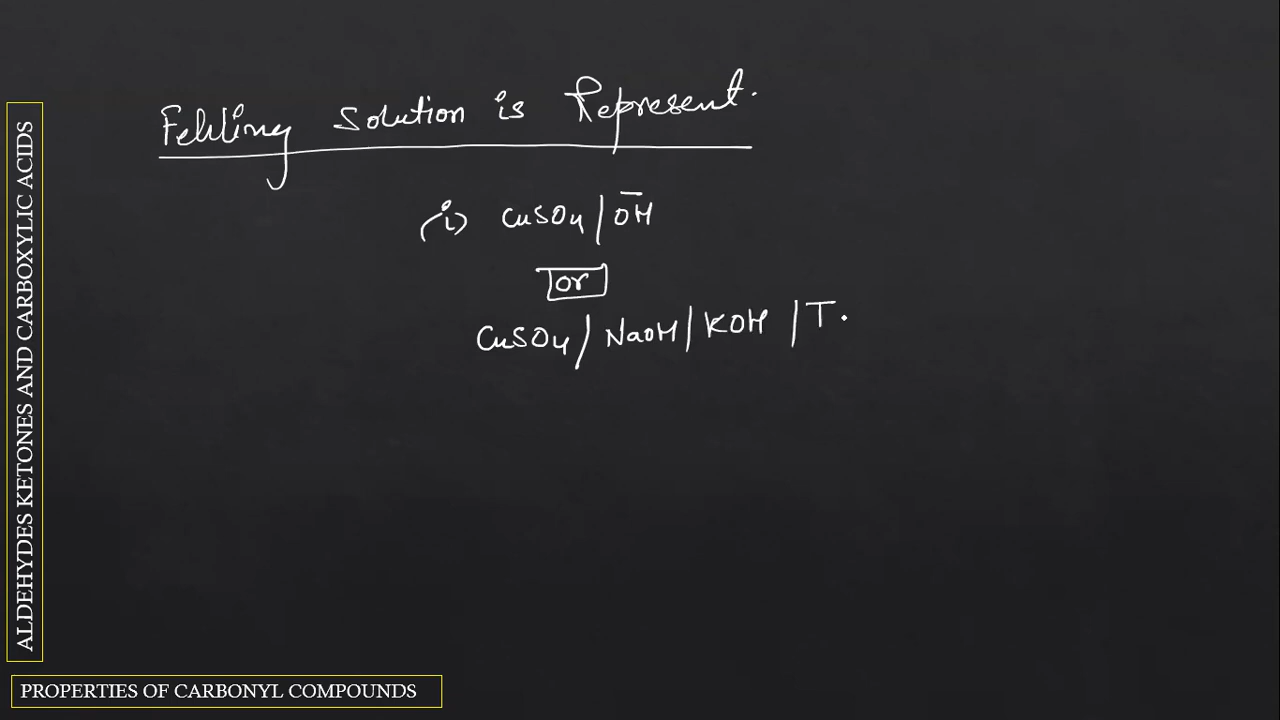 Fehling Solution is Represent.
(i) CuSO4 / OH̅
or
CuSO4 / NaOH / KOH / T.
ALDEHYDES KETONES AND CARBOXYLIC ACIDS
PROPERTIES OF CARBONYL COMPOUNDS